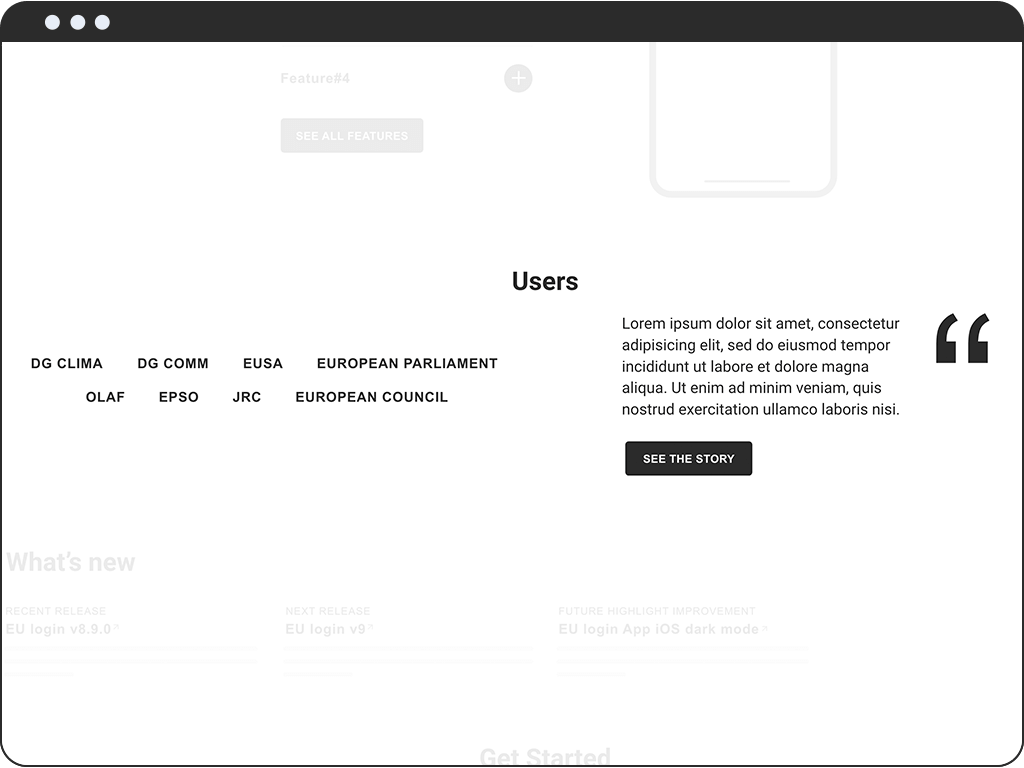 Feature#4
SEE ALL FEATURES
Users
DG CLIMA DG COMM EUSA EUROPEAN PARLIAMENT
OLAF EPSO JRC EUROPEAN COUNCIL
Lorem ipsum dolor sit amet, consectetur
adipisicing elit, sed do eiusmod tempor
incididunt ut labore et dolore magna
aliqua. Ut enim ad minim veniam, quis
nostrud exercitation ullamco laboris nisi.
“
SEE THE STORY
What’s new
RECENT RELEASE
EU login v8.9.0↗
NEXT RELEASE
EU login v9↗
FUTURE HIGHLIGHT IMPROVEMENT
EU login App iOS dark mode↗
Get Started